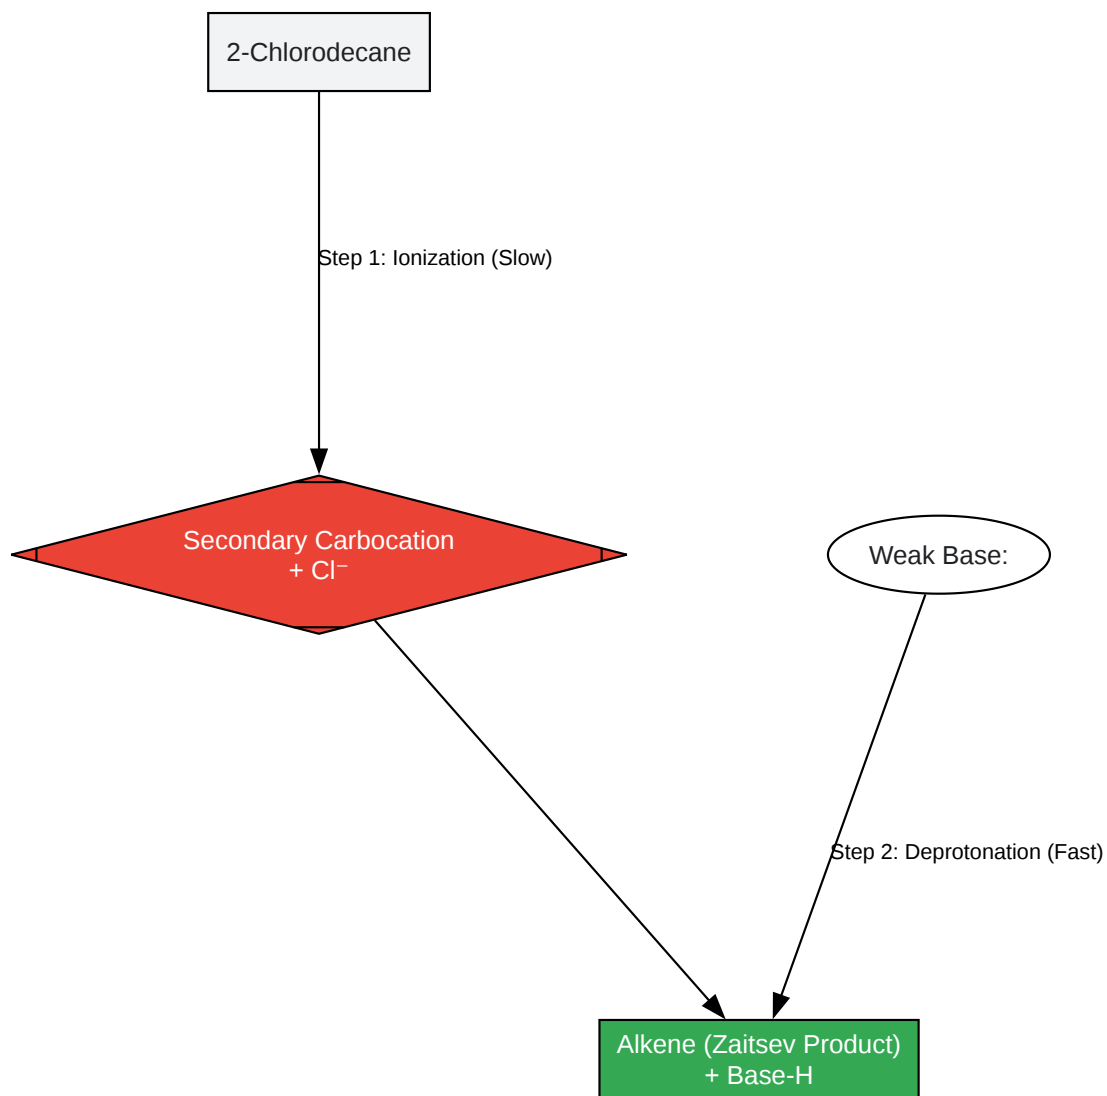 2-Chlorodecane
Step 1: Ionization (Slow)
Secondary Carbocation
+ Cl⁻
Weak Base:
Step 2: Deprotonation (Fast)
Alkene (Zaitsev Product)
+ Base-H